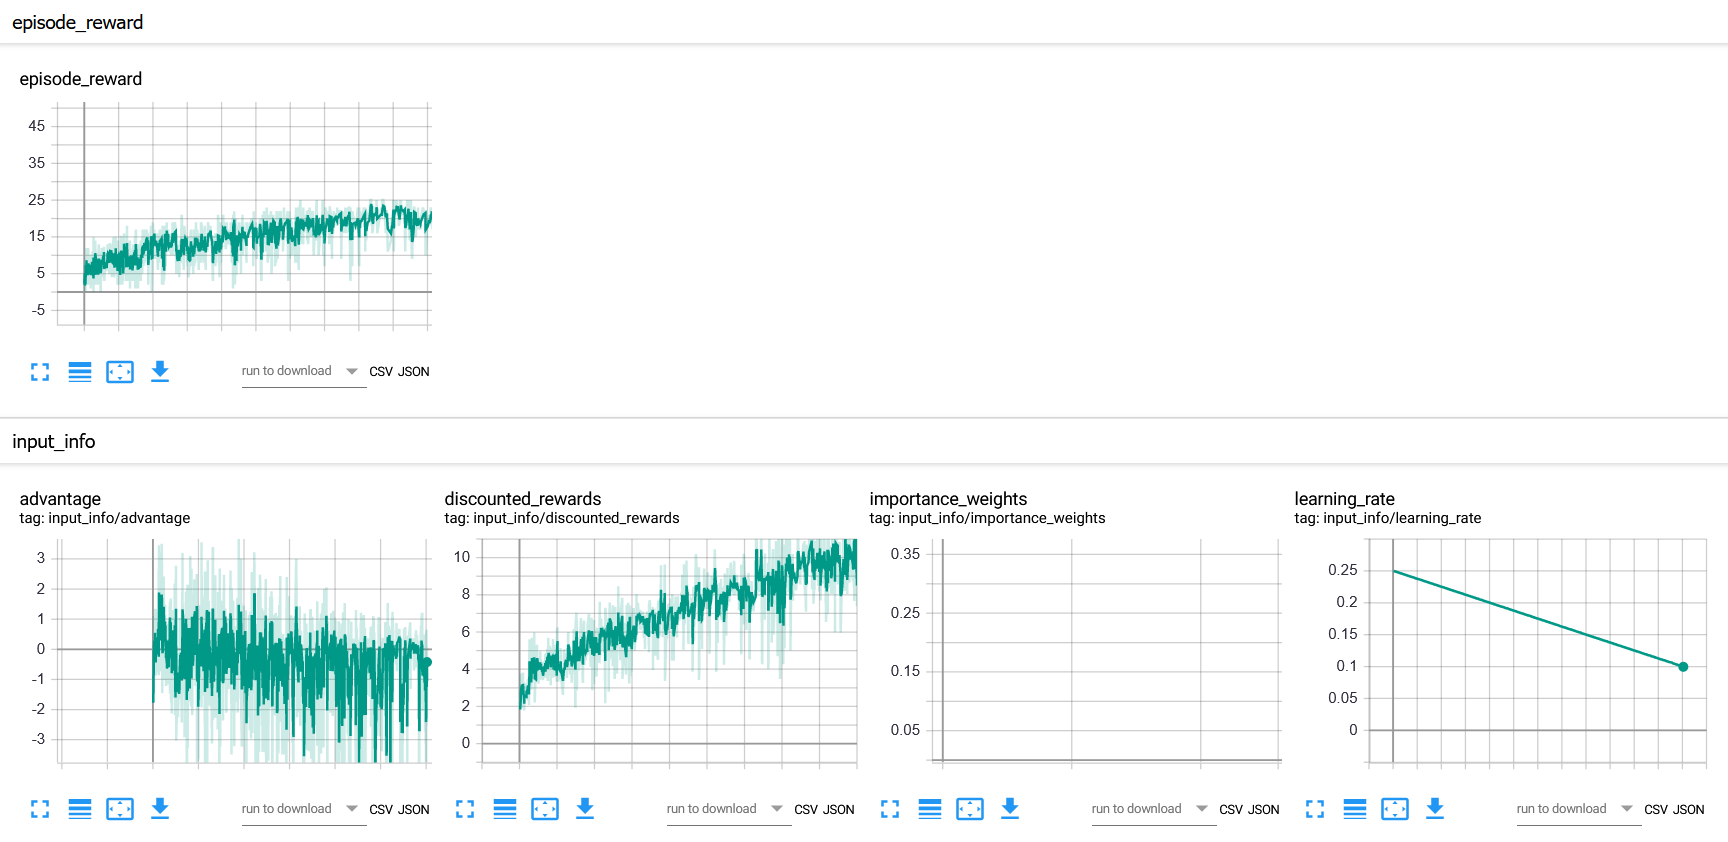 episode_reward
episode_reward
45
35
25
15
5
-5
run to download CSV JSON
input_info
advantage
tag: input_info/advantage
3
2
1
0
-1
-2
-3
run to download CSV JSON
discounted_rewards
tag: input_info/discounted_rewards
10
8
6
4
2
0
run to download CSV JSON
importance_weights
tag: input_info/importance_weights
0.35
0.25
0.15
0.05
run to download CSV JSON
learning_rate
tag: input_info/learning_rate
0.25
0.2
0.15
0.1
0.05
0
run to download CSV JSON